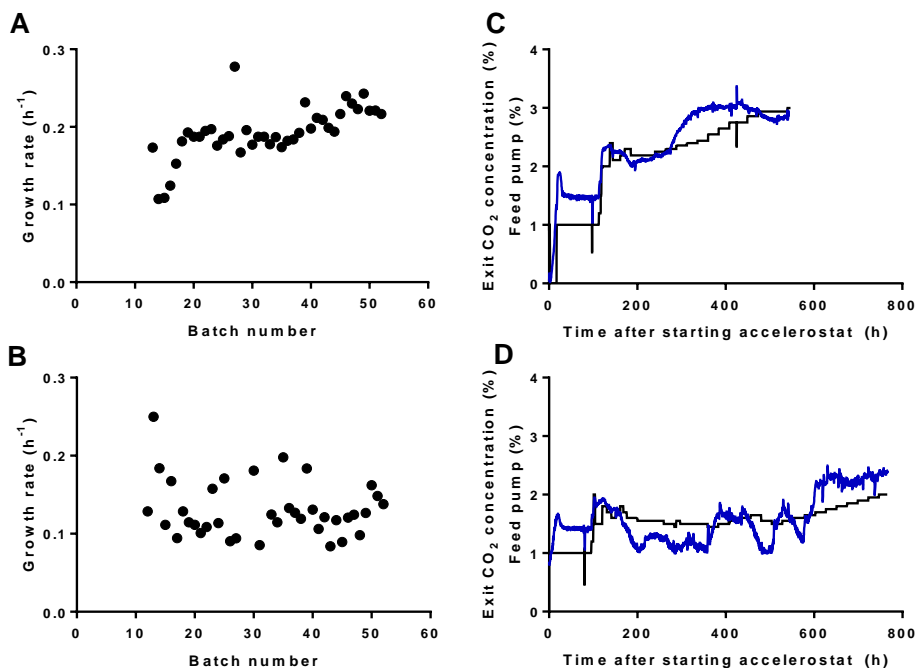 A
0.3
0.2
0.1
0.0
Growth rate (h-1)
0 10 20 30 40 50 60
Batch number
C
4
3
2
1
0
Exit CO2 concentration (%)
Feed pump (%)
0 200 400 600 800
Time after starting accelerostat (h)
B
0.3
0.2
0.1
0.0
Growth rate (h-1)
0 10 20 30 40 50 60
Batch number
D
4
3
2
1
0
Exit CO2 concentration (%)
Feed pump (%)
0 200 400 600 800
Time after starting accelerostat (h)